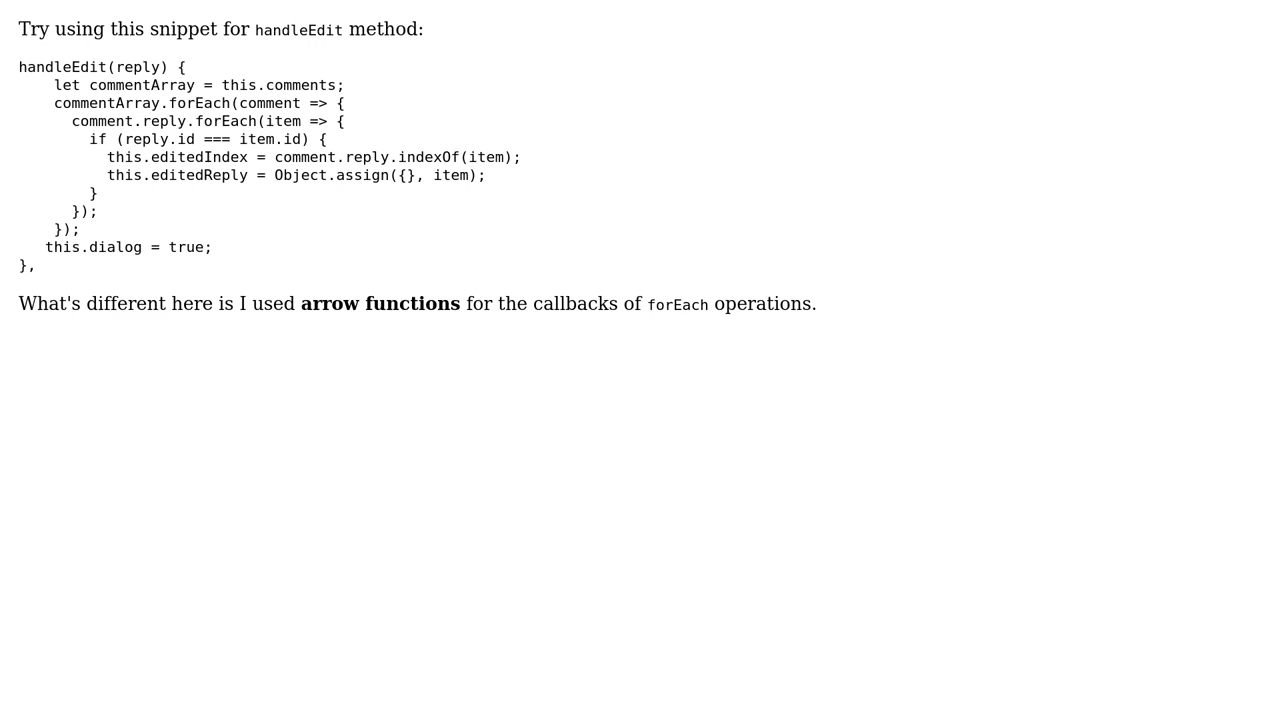 Try using this snippet for handleEdit method:
handleEdit(reply) {
    let commentArray = this.comments;
    commentArray.forEach(comment => {
      comment.reply.forEach(item => {
        if (reply.id === item.id) {
          this.editedIndex = comment.reply.indexOf(item);
          this.editedReply = Object.assign({}, item);
        }
      });
    });
   this.dialog = true;
},
What's different here is I used arrow functions for the callbacks of forEach operations.